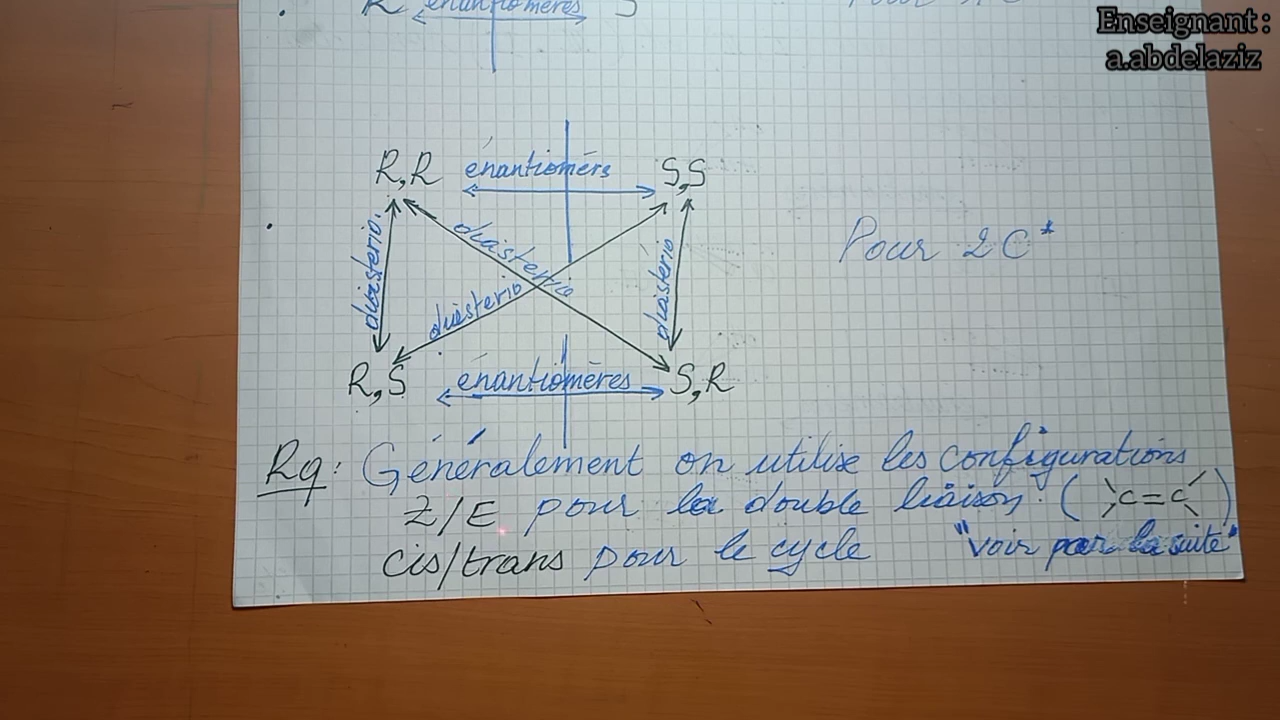 R énantiomères S
Enseignant :
a.abdelaziz
R,R énantiomérs S,S
diastério.
diastério
diastério
diastério
Pour 2C*
R,S énantiomères S,R
Rq: Généralement on utilise les configurations
Z/E pour la double liaison. ( >C=C< )
cis/trans pour le cycle "voir par la suite"